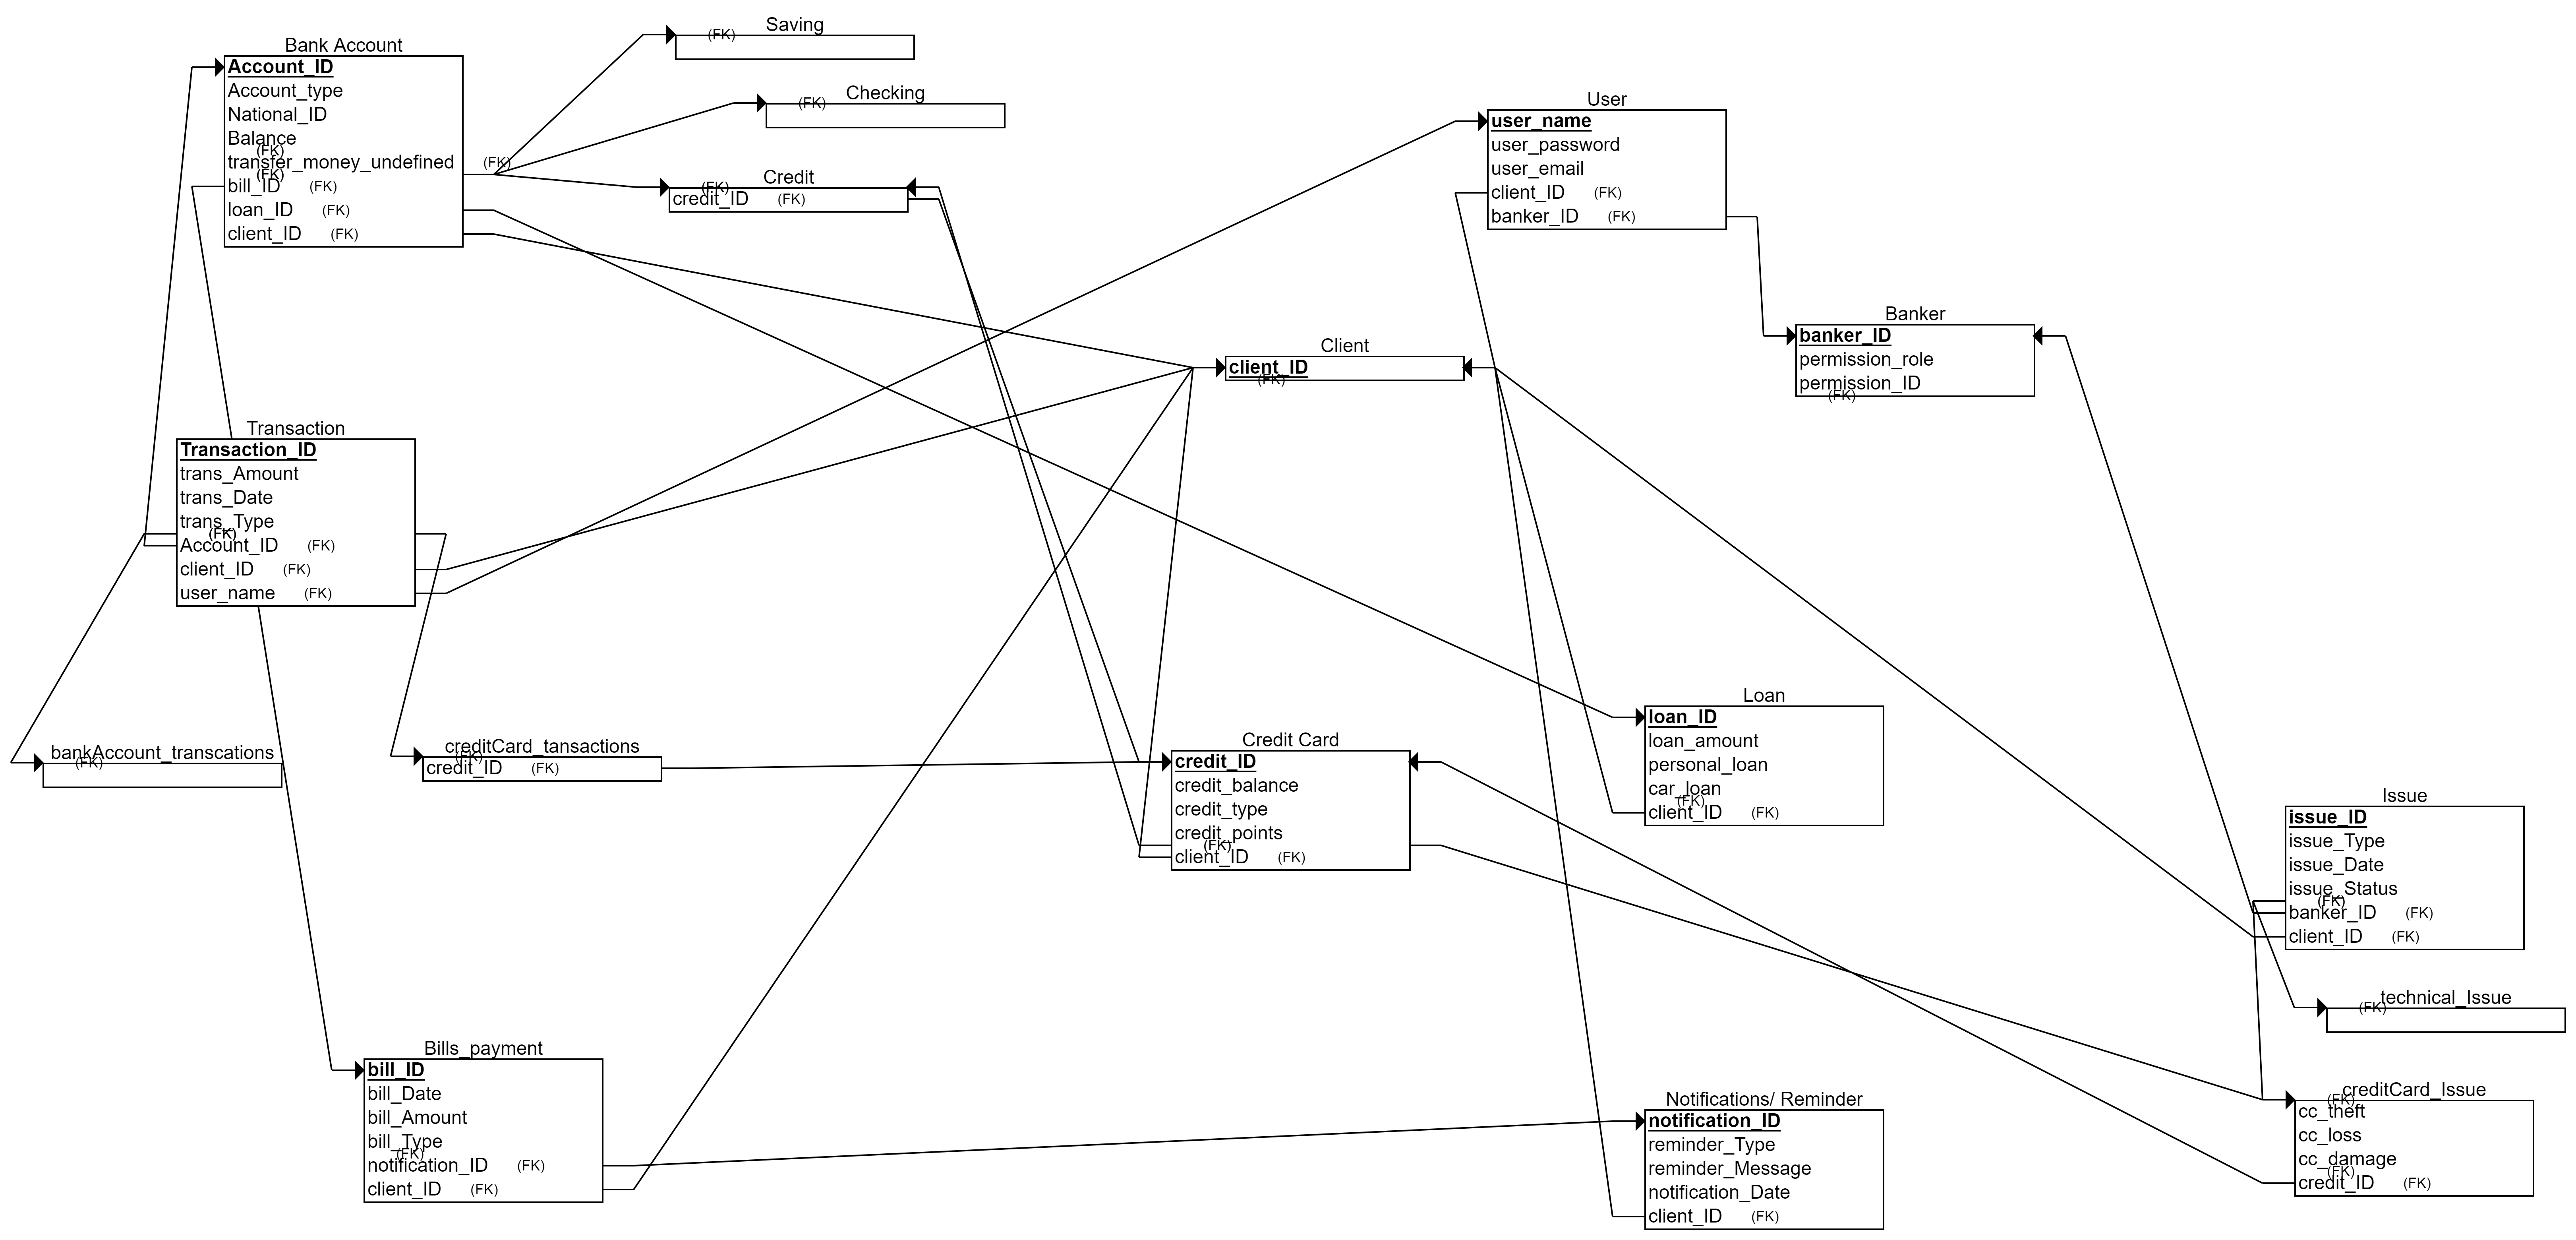 Saving
(FK)
Bank Account
Account_ID
Account_type
National_ID
Balance
(FK)
transfer_money_undefined (FK)
(FK)
bill_ID (FK)
loan_ID (FK)
client_ID (FK)
Checking
(FK)
Credit
(FK)
credit_ID (FK)
User
user_name
user_password
user_email
client_ID (FK)
banker_ID (FK)
Banker
banker_ID
permission_role
permission_ID
(FK)
Client
client_ID
(FK)
Transaction
Transaction_ID
trans_Amount
trans_Date
trans_Type
(FK)
Account_ID (FK)
client_ID (FK)
user_name (FK)
bankAccount_transcations
(FK)
creditCard_tansactions
(FK)
credit_ID (FK)
Credit Card
credit_ID
credit_balance
credit_type
credit_points
(FK)
client_ID (FK)
Loan
loan_ID
loan_amount
personal_loan
car_loan
(FK)
client_ID (FK)
Issue
issue_ID
issue_Type
issue_Date
issue_Status
(FK)
banker_ID (FK)
client_ID (FK)
technical_Issue
(FK)
Bills_payment
bill_ID
bill_Date
bill_Amount
bill_Type
(FK)
notification_ID (FK)
client_ID (FK)
Notifications/ Reminder
notification_ID
reminder_Type
reminder_Message
notification_Date
client_ID (FK)
creditCard_Issue
(FK)
cc_theft
cc_loss
cc_damage
(FK)
credit_ID (FK)